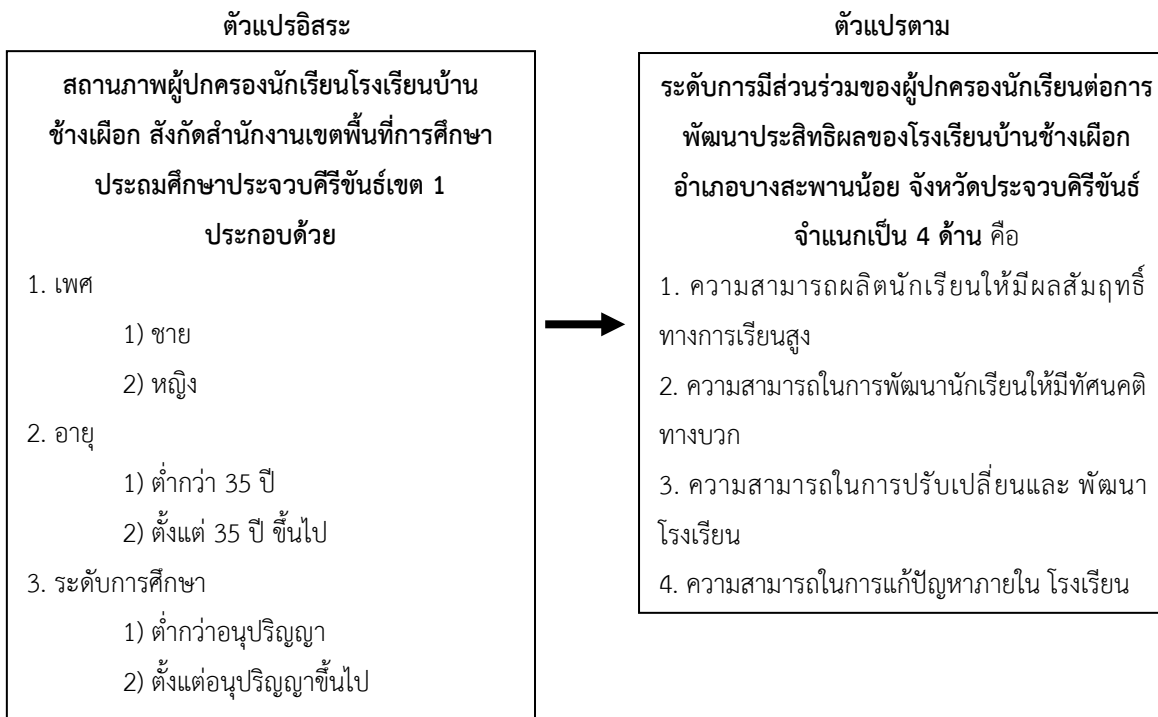 ตัวแปรอิสระ
สถานภาพผู้ปกครองนักเรียนโรงเรียนบ้าน
ช้างเผือก สังกัดสำนักงานเขตพื้นที่การศึกษา
ประถมศึกษาประจวบคีรีขันธ์เขต 1
ประกอบด้วย
1. เพศ
1) ชาย
2) หญิง
2. อายุ
1) ต่ำกว่า 35 ปี
2) ตั้งแต่ 35 ปี ขึ้นไป
3. ระดับการศึกษา
1) ต่ำกว่าอนุปริญญา
2) ตั้งแต่อนุปริญญาขึ้นไป
ตัวแปรตาม
ระดับการมีส่วนร่วมของผู้ปกครองนักเรียนต่อการ
พัฒนาประสิทธิผลของโรงเรียนบ้านช้างเผือก
อำเภอบางสะพานน้อย จังหวัดประจวบคิรีขันธ์
จำแนกเป็น 4 ด้าน คือ
1. ความสามารถผลิตนักเรียนให้มีผลสัมฤทธิ์
ทางการเรียนสูง
2. ความสามารถในการพัฒนานักเรียนให้มีทัศนคติ
ทางบวก
3. ความสามารถในการปรับเปลี่ยนและ พัฒนา
โรงเรียน
4. ความสามารถในการแก้ปัญหาภายใน โรงเรียน